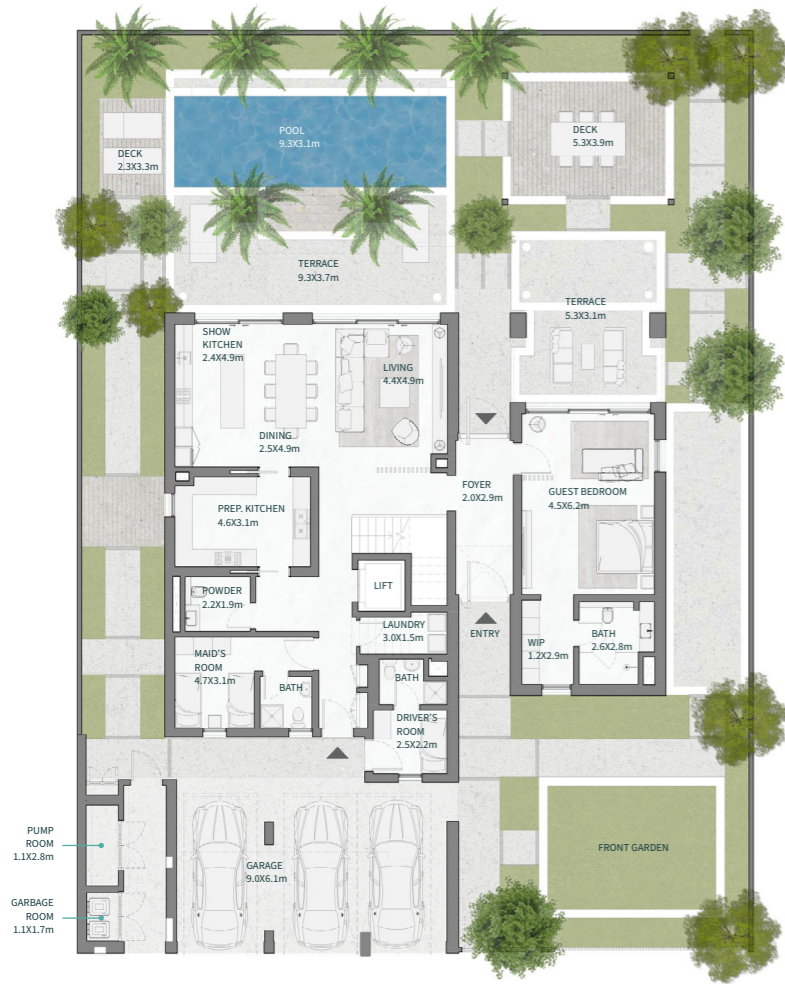 POOL
9.3X3.1m
DECK
5.3X3.9m
DECK
2.3X3.3m
TERRACE
9.3X3.7m
TERRACE
5.3X3.1m
SHOW
KITCHEN
2.4X4.9m
LIVING
4.4X4.9m
DINING
2.5X4.9m
FOYER
2.0X2.9m
GUEST BEDROOM
4.5X6.2m
PREP. KITCHEN
4.6X3.1m
LIFT
POWDER
2.2X1.9m
LAUNDRY
3.0X1.5m
ENTRY
WIP
1.2X2.9m
BATH
2.6X2.8m
MAID'S
ROOM
4.7X3.1m
BATH
BATH
DRIVER'S
ROOM
2.5X2.2m
PUMP
ROOM
1.1X2.8m
GARAGE
9.0X6.1m
FRONT GARDEN
GARBAGE
ROOM
1.1X1.7m